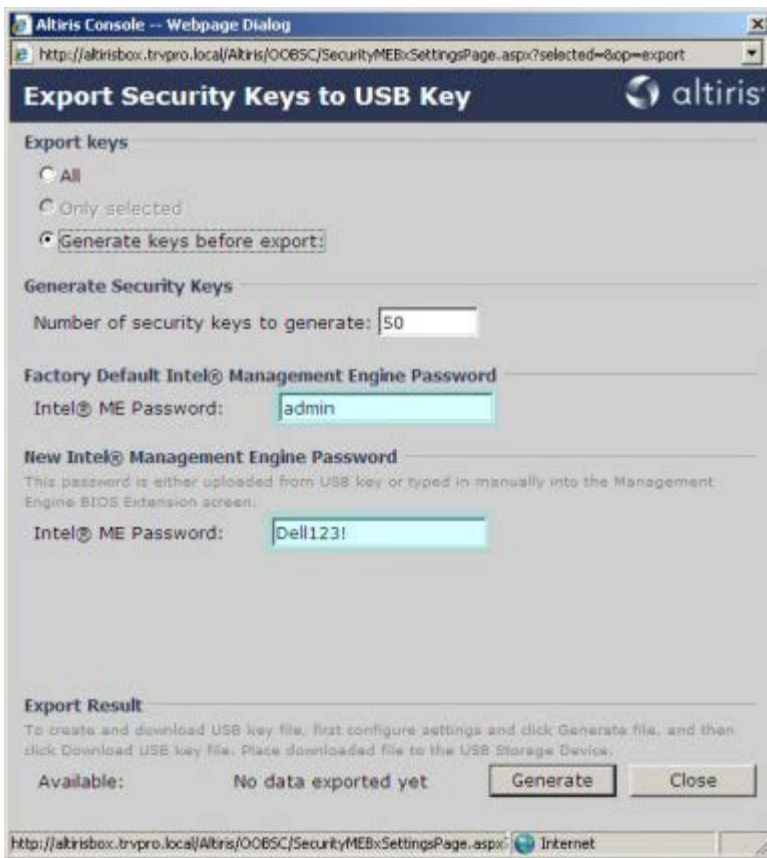 Altiris Console -- Webpage Dialog
http://altirisbox.trvpro.local/Altiris/OOBSC/SecurityMEBxSettingsPage.aspx?selected=&op=export
Export Security Keys to USB Key
altiris
Export keys
All
Only selected
Generate keys before export:
Generate Security Keys
Number of security keys to generate: 50
Factory Default Intel® Management Engine Password
Intel® ME Password: admin
New Intel® Management Engine Password
This password is either uploaded from USB key or typed in manually into the Management
Engine BIOS Extension screen.
Intel® ME Password: Dell123!
Export Result
To create and download USB key file, first configure settings and click Generate file, and then
click Download USB key file. Place downloaded file to the USB Storage Device.
Available: No data exported yet Generate Close
http://altirisbox.trvpro.local/Altiris/OOBSC/SecurityMEBxSettingsPage.aspx? Internet